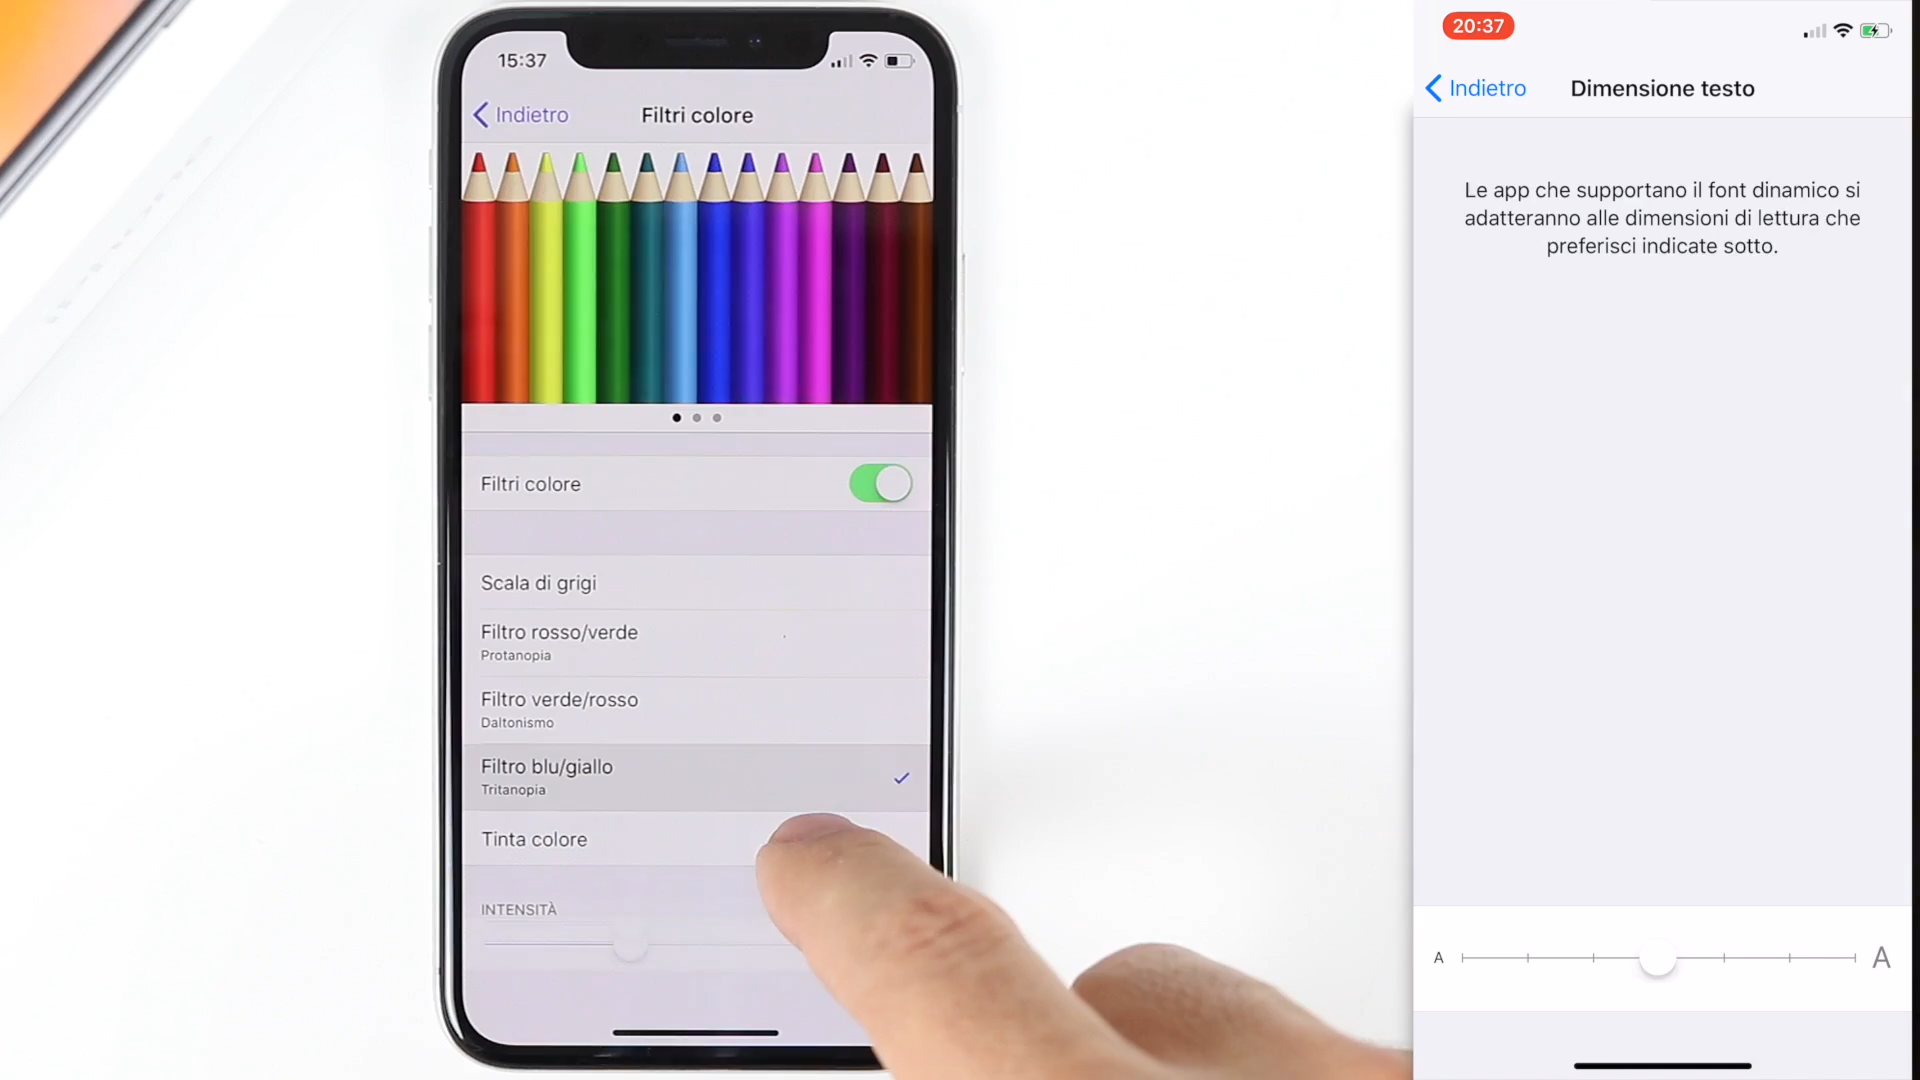 15:37
Indietro
Filtri colore
Filtri colore
Scala di grigi
Filtro rosso/verde
Protanopia
Filtro verde/rosso
Daltonismo
Filtro blu/giallo
Tritanopia
Tinta colore
INTENSITÀ
20:37
Indietro
Dimensione testo
Le app che supportano il font dinamico si
adatteranno alle dimensioni di lettura che
preferisci indicate sotto.
A
A